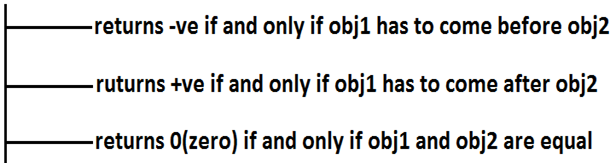 returns -ve if and only if obj1 has to come before obj2
ruturns +ve if and only if obj1 has to come after obj2
returns 0(zero) if and only if obj1 and obj2 are equal